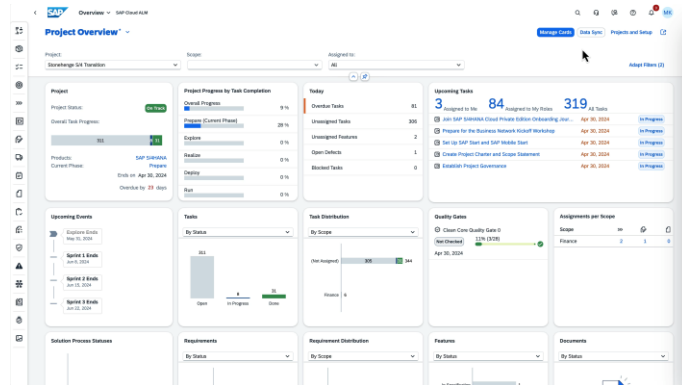 SAP Overview SAP Cloud ALM MK
Project Overview* Manage Cards Data Sync Projects and Setup
Project: Scope: Assigned to:
Stonehenge S/4 Transition All
Adapt Filters (2)
Project
Project Status: On Track
Overall Task Progress:
Products: SAP S/4HANA
Current Phase: Prepare
Ends on Apr 30, 2024
Overdue by 23 days
Project Progress by Task Completion
Overall Progress
9 %
Prepare (Current Phase)
28 %
Explore
0 %
Realize
0 %
Deploy
0 %
Run
0 %
Today
Overdue Tasks 81
Unassigned Tasks 306
Unassigned Features 2
Open Defects 1
Blocked Tasks 0
Upcoming Tasks
3 Assigned to Me 84 Assigned to My Roles 319 All Tasks
Join SAP S/4HANA Cloud Private Edition Onboarding Jour... Apr 30, 2024 In Progress
Prepare for the Business Network Kickoff Workshop Apr 30, 2024 In Progress
Set Up SAP Start and SAP Mobile Start Apr 30, 2024 In Progress
Create Project Charter and Scope Statement Apr 30, 2024 In Progress
Establish Project Governance Apr 30, 2024 In Progress
Upcoming Events
Explore Ends
May 31, 2024
Sprint 1 Ends
Jun 8, 2024
Sprint 2 Ends
Jun 15, 2024
Sprint 3 Ends
Jun 22, 2024
Tasks
By Status
Open In Progress Done
Task Distribution
By Scope
(Not Assigned) 305 344
Finance
Quality Gates
Clean Core Quality Gate 0
Not Checked 11% (3/28)
Apr 30, 2024
Assignments per Scope
Scope
Finance 2 1 0
Solution Process Statuses
Requirements
By Status
Requirement Distribution
By Scope
Features
By Status
Documents
By Status